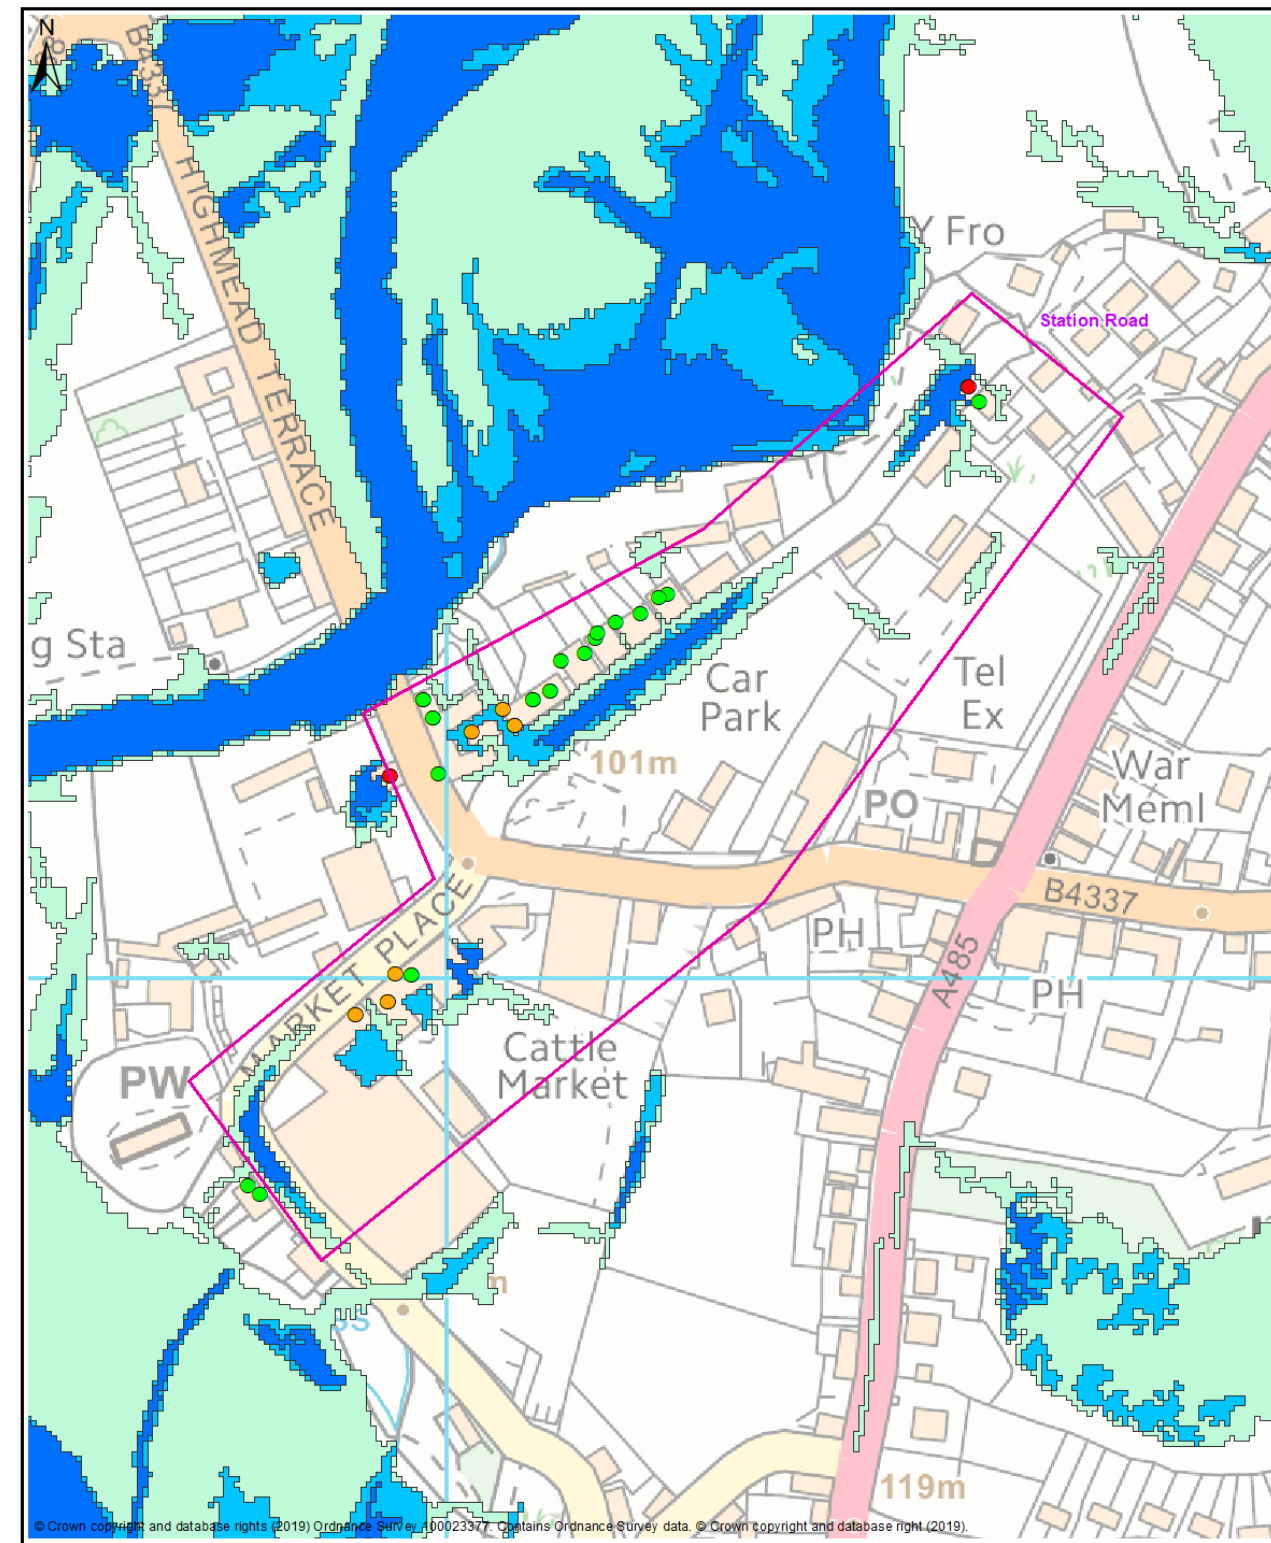 N
B4337
HIGHMEAD TERRACE
Y Fro
Station Road
g Sta
Car
Park
Tel
Ex
101m
War
Meml
PO
B4337
MARKET PLACE
PH
A485
PH
Cattle
Market
PW
119m
© Crown copyright and database rights (2019) Ordnance Survey 100023377. Contains Ordnance Survey data. © Crown copyright and database right (2019).